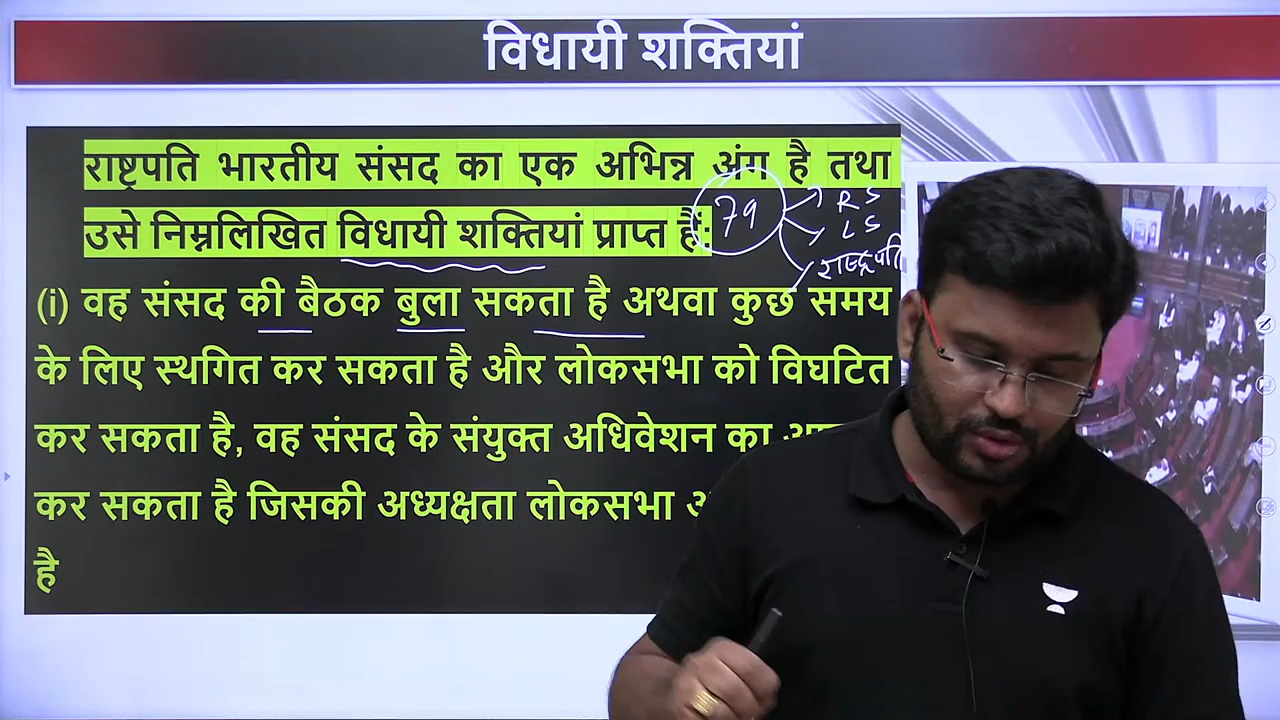 विधायी शक्तियां
राष्ट्रपति भारतीय संसद का एक अभिन्न अंग है तथा
उसे निम्नलिखित विधायी शक्तियां प्राप्त हैं:
79
RS
LS
राष्ट्रपति
(i) वह संसद की बैठक बुला सकता है अथवा कुछ समय
के लिए स्थगित कर सकता है और लोकसभा को विघटित
कर सकता है, वह संसद के संयुक्त अधिवेशन का
कर सकता है जिसकी अध्यक्षता लोकसभा
है